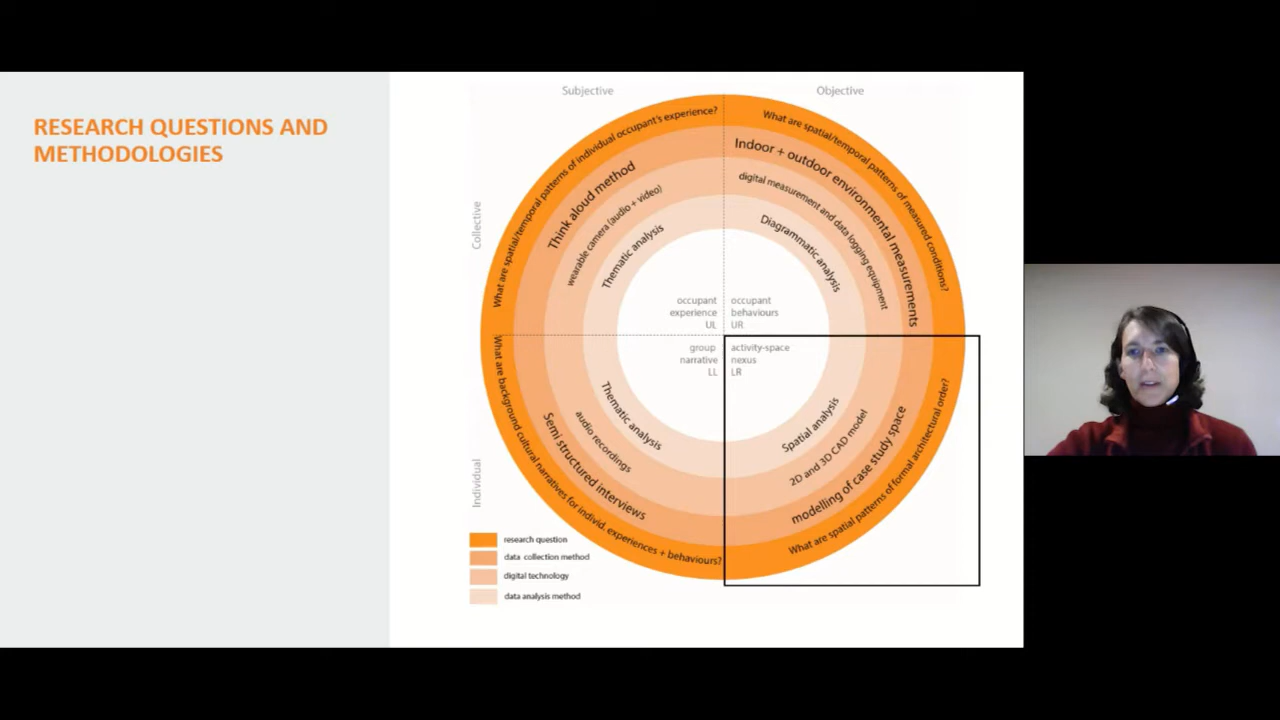 RESEARCH QUESTIONS AND
METHODOLOGIES
Subjective
Objective
Collective
Individual
What are spatial/temporal patterns of individual occupant's experience?
Think aloud method
wearable camera (audio + video)
Thematic analysis
What are spatial/temporal patterns of measured conditions?
Indoor + outdoor environmental measurements
digital measurement and data logging equipment
Diagrammatic analysis
occupant
experience
UL
occupant
behaviours
UR
group
narrative
LL
activity-space
nexus
LR
Thematic analysis
audio recordings
Semi structured interviews
What are background cultural narratives for individ. experiences + behaviours?
Spatial analysis
2D and 3D CAD model
modelling of case study space
What are spatial patterns of formal architectural order?
research question
data collection method
digital technology
data analysis method